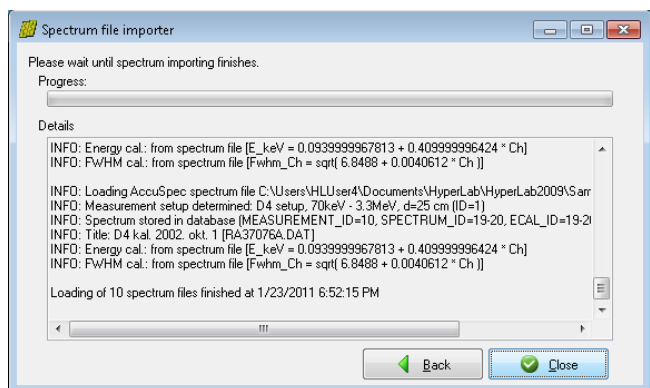 Spectrum file importer
Please wait until spectrum importing finishes.
Progress:
Details
INFO: Energy cal.: from spectrum file [E_keV = 0.0939999967813 + 0.409999996424 * Ch]
INFO: FWHM cal.: from spectrum file [Fwhm_Ch = sqrt( 6.8488 + 0.0040612 * Ch )]
INFO: Loading AccuSpec spectrum file C:\Users\HLUser4\Documents\HyperLab\HyperLab2009\Sam
INFO: Measurement setup determined: D4 setup, 70keV - 3.3MeV, d=25 cm (ID=1)
INFO: Spectrum stored in database (MEASUREMENT_ID=10, SPECTRUM_ID=19-20, ECAL_ID=19-20
INFO: Title: D4 kal. 2002. okt. 1 [RA37076A.DAT]
INFO: Energy cal.: from spectrum file [E_keV = 0.0939999967813 + 0.409999996424 * Ch]
INFO: FWHM cal.: from spectrum file [Fwhm_Ch = sqrt( 6.8488 + 0.0040612 * Ch )]
Loading of 10 spectrum files finished at 1/23/2011 6:52:15 PM
Back
Close